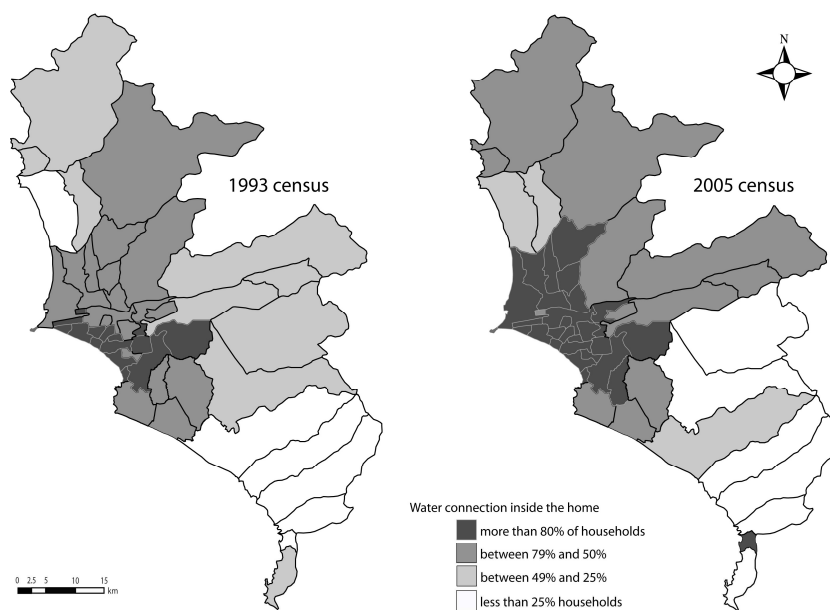 N
1993 census
2005 census
Water connection inside the home
more than 80% of households
between 79% and 50%
between 49% and 25%
less than 25% households
0 2.5 5 10 15
km